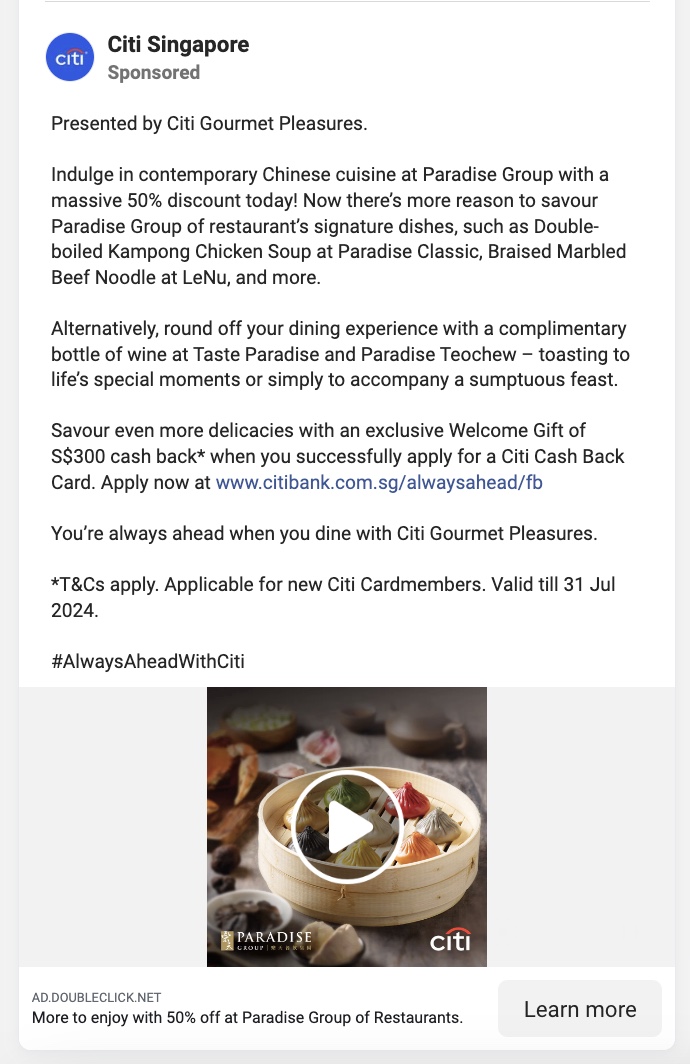 citi
Citi Singapore
Sponsored
Presented by Citi Gourmet Pleasures.
Indulge in contemporary Chinese cuisine at Paradise Group with a
massive 50% discount today! Now there’s more reason to savour
Paradise Group of restaurant’s signature dishes, such as Double-
boiled Kampong Chicken Soup at Paradise Classic, Braised Marbled
Beef Noodle at LeNu, and more.
Alternatively, round off your dining experience with a complimentary
bottle of wine at Taste Paradise and Paradise Teochew – toasting to
life’s special moments or simply to accompany a sumptuous feast.
Savour even more delicacies with an exclusive Welcome Gift of
S$300 cash back* when you successfully apply for a Citi Cash Back
Card. Apply now at www.citibank.com.sg/alwaysahead/fb
You’re always ahead when you dine with Citi Gourmet Pleasures.
*T&Cs apply. Applicable for new Citi Cardmembers. Valid till 31 Jul
2024.
#AlwaysAheadWithCiti
PARADISE
GROUP
citi
AD.DOUBLECLICK.NET
More to enjoy with 50% off at Paradise Group of Restaurants.
Learn more